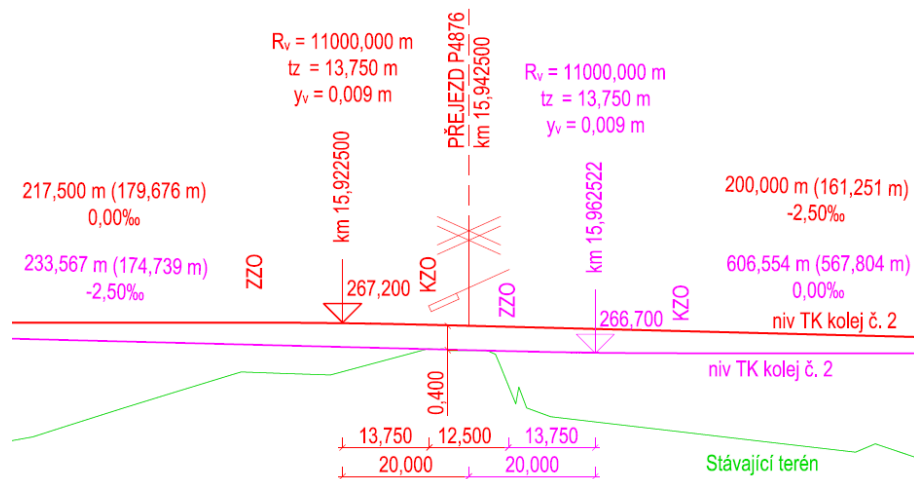 Rᵥ = 11000,000 m
tz = 13,750 m
yᵥ = 0,009 m
PŘEJEZD P4876
km 15,942500
Rᵥ = 11000,000 m
tz = 13,750 m
yᵥ = 0,009 m
km 15,922500
km 15,962522
217,500 m (179,676 m)
0,00‰
200,000 m (161,251 m)
-2,50‰
233,567 m (174,739 m)
-2,50‰
606,554 m (567,804 m)
0,00‰
ZZO
KZO
ZZO
KZO
267,200
266,700
niv TK kolej č. 2
niv TK kolej č. 2
0,400
13,750
12,500
13,750
20,000
20,000
Stávající terén